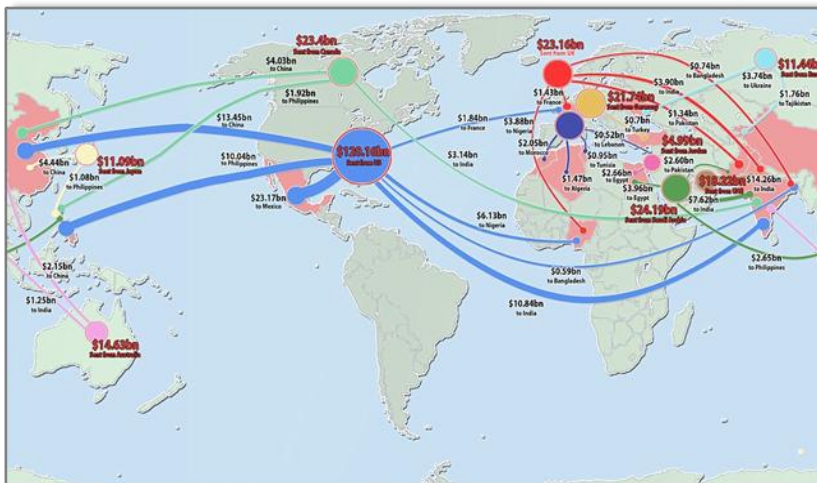 $23.4bn
Sent from Canada
$4.03bn
to China
$1.92bn
to Philippines
$13.45bn
to China
$10.04bn
to Philippines
$11.09bn
Sent from Japan
$4.44bn
to China
$1.08bn
to Philippines
$120.16bn
Sent from US
$23.17bn
to Mexico
$1.84bn
to France
$3.14bn
to India
$6.13bn
to Nigeria
$0.59bn
to Bangladesh
$10.84bn
to India
$2.15bn
to China
$1.25bn
to India
$14.63bn
Sent from Australia
$23.16bn
Sent from UK
$1.43bn
to France
$3.88bn
to Nigeria
$0.74bn
to Bangladesh
$3.90bn
to India
$1.34bn
to Pakistan
$21.74bn
Sent from Germany
$0.7bn
to Turkey
$0.52bn
to Lebanon
$2.05bn
to Morocco
$0.95bn
to Tunisia
$1.47bn
to Algeria
$11.44b
$3.74bn
to Ukraine
$1.76bn
to Tajikistan
$4.99bn
Sent from Jordan
$2.60bn
to Pakistan
$2.66bn
to Egypt
$3.96bn
to Egypt
$24.19bn
Sent from Saudi Arabia
$18.22bn
Sent from UAE
$14.26bn
to India
$7.62bn
to India
$2.65bn
to Philippines